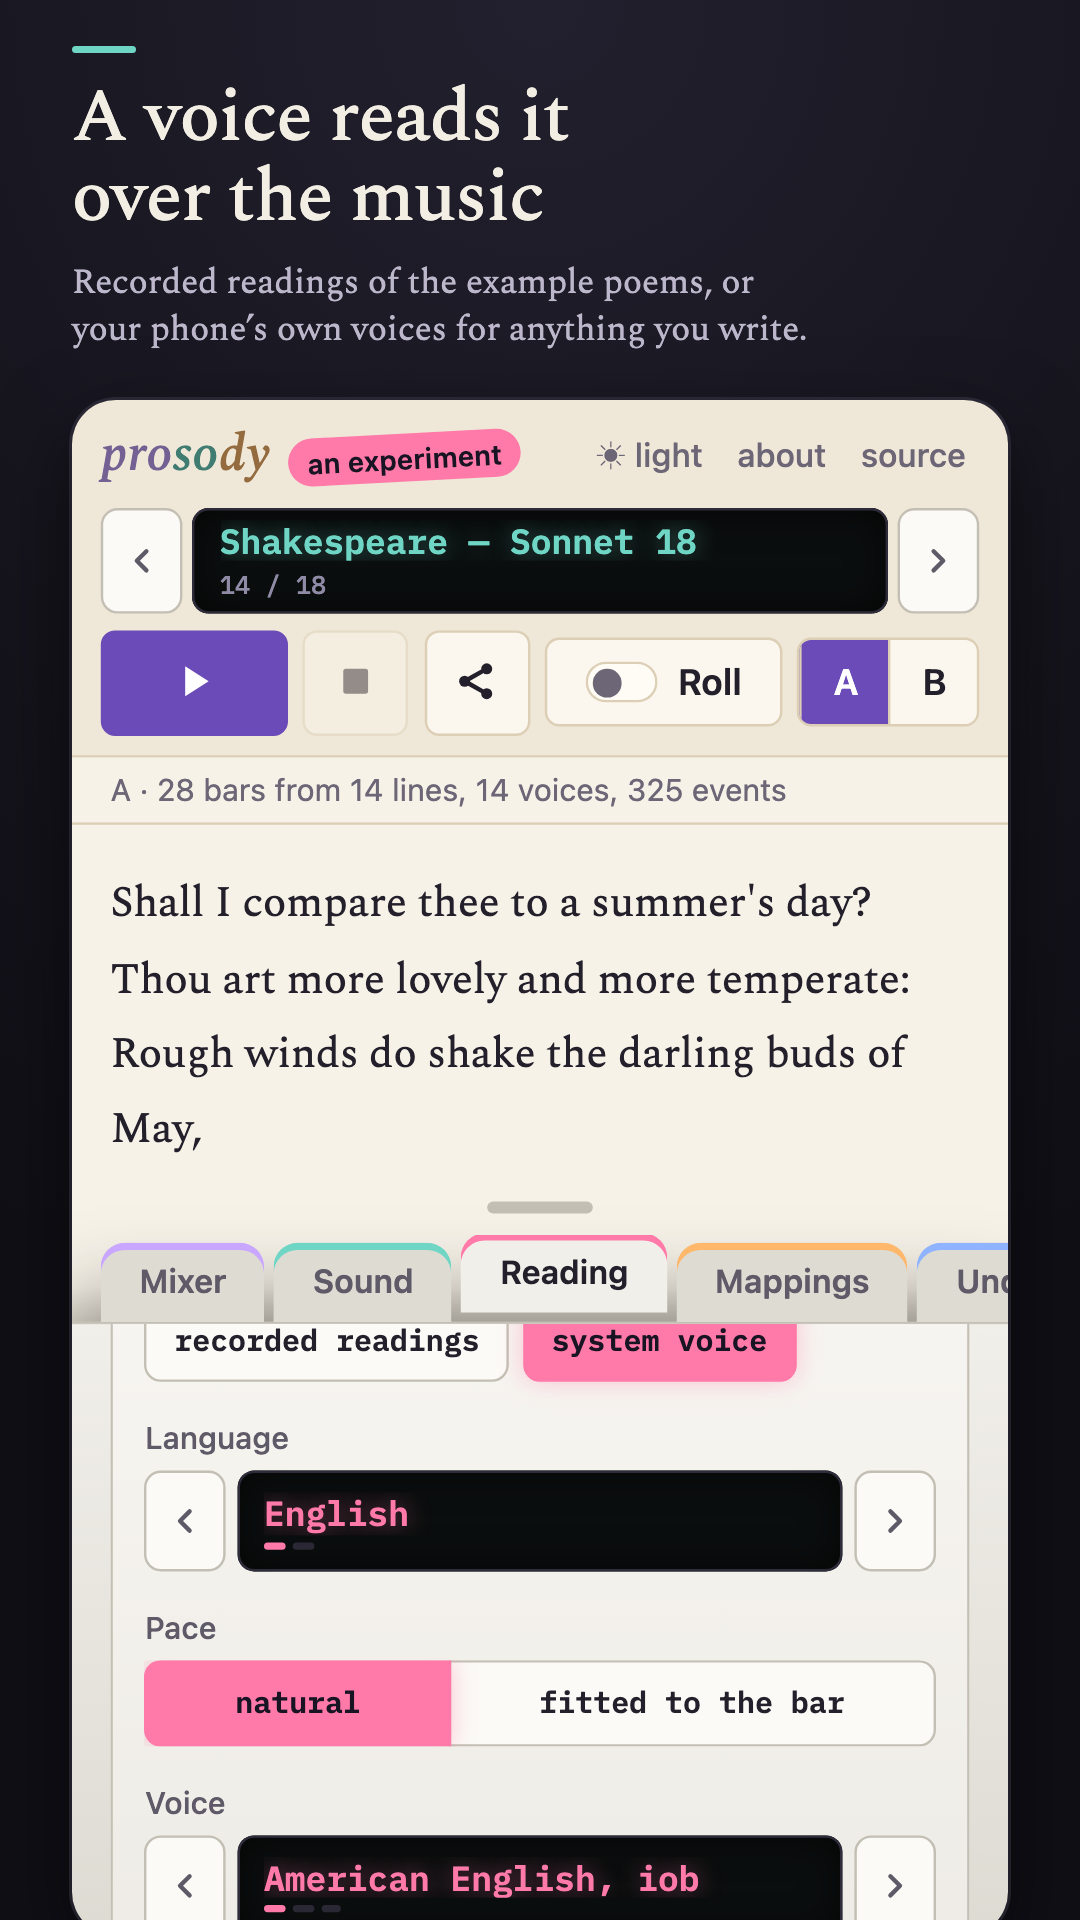 A voice reads it
over the music
Recorded readings of the example poems, or
your phone′s own voices for anything you write.
prosody an experiment ☀ light about source
Shakespeare — Sonnet 18
14 / 18
Roll A B
A · 28 bars from 14 lines, 14 voices, 325 events
Shall I compare thee to a summer's day?
Thou art more lovely and more temperate:
Rough winds do shake the darling buds of
May,
Mixer Sound Reading Mappings
recorded readings system voice
Language
English
Pace
natural fitted to the bar
Voice
American English, iob